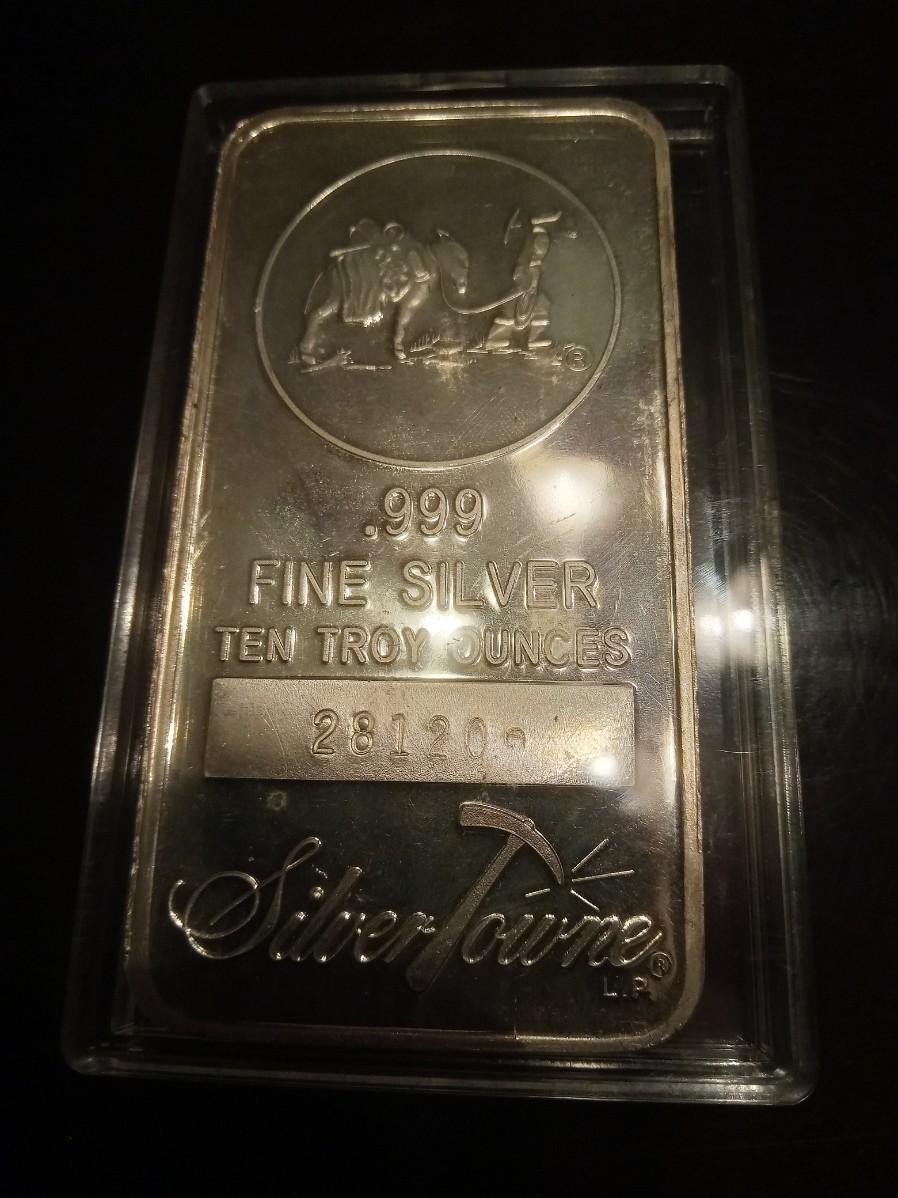 ®
.999
FINE SILVER
TEN TROY OUNCES
28120
SilverTowne®
L.P.